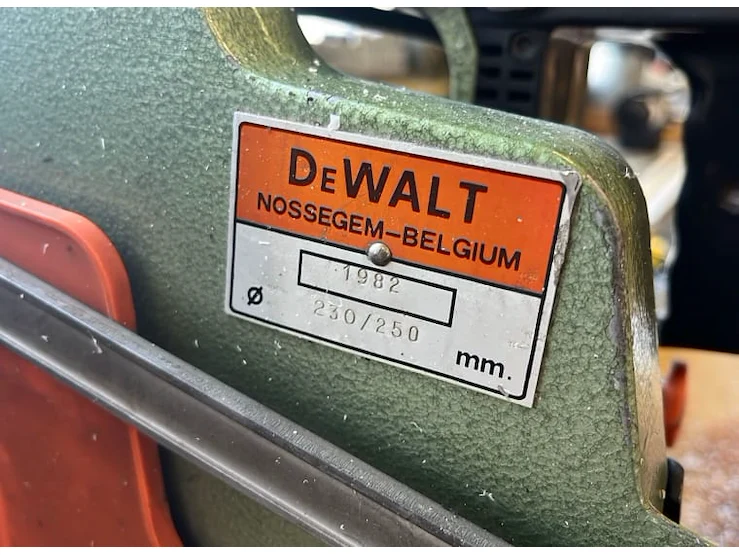 DEWALT
NOSSEGEM-BELGIUM
1982
Ø 230/250 mm.